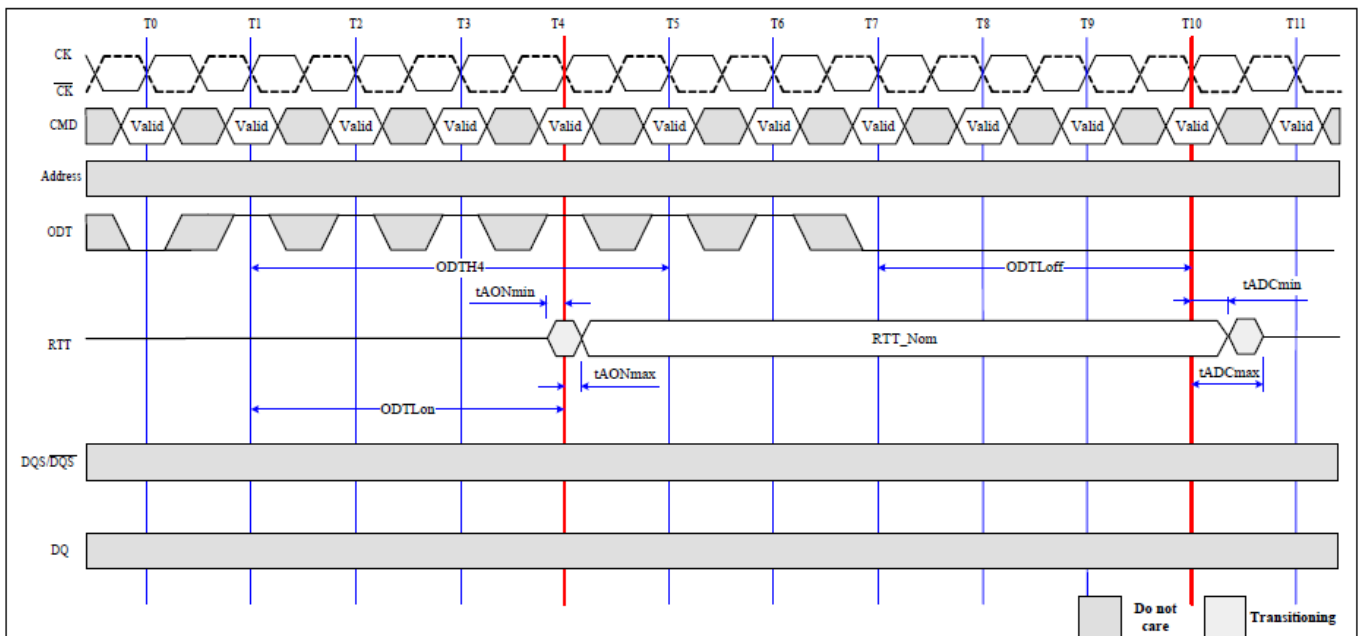 T0 T1 T2 T3 T4 T5 T6 T7 T8 T9 T10 T11
CK
CK
CMD Valid Valid Valid Valid Valid Valid Valid Valid Valid Valid Valid Valid
Address
ODT
ODTH4 ODTLoff
tAONmin tADCmin
RTT RTT_Nom
tAONmax tADCmax
ODTLon
DQS/DQS
DQ
Do not care Transitioning